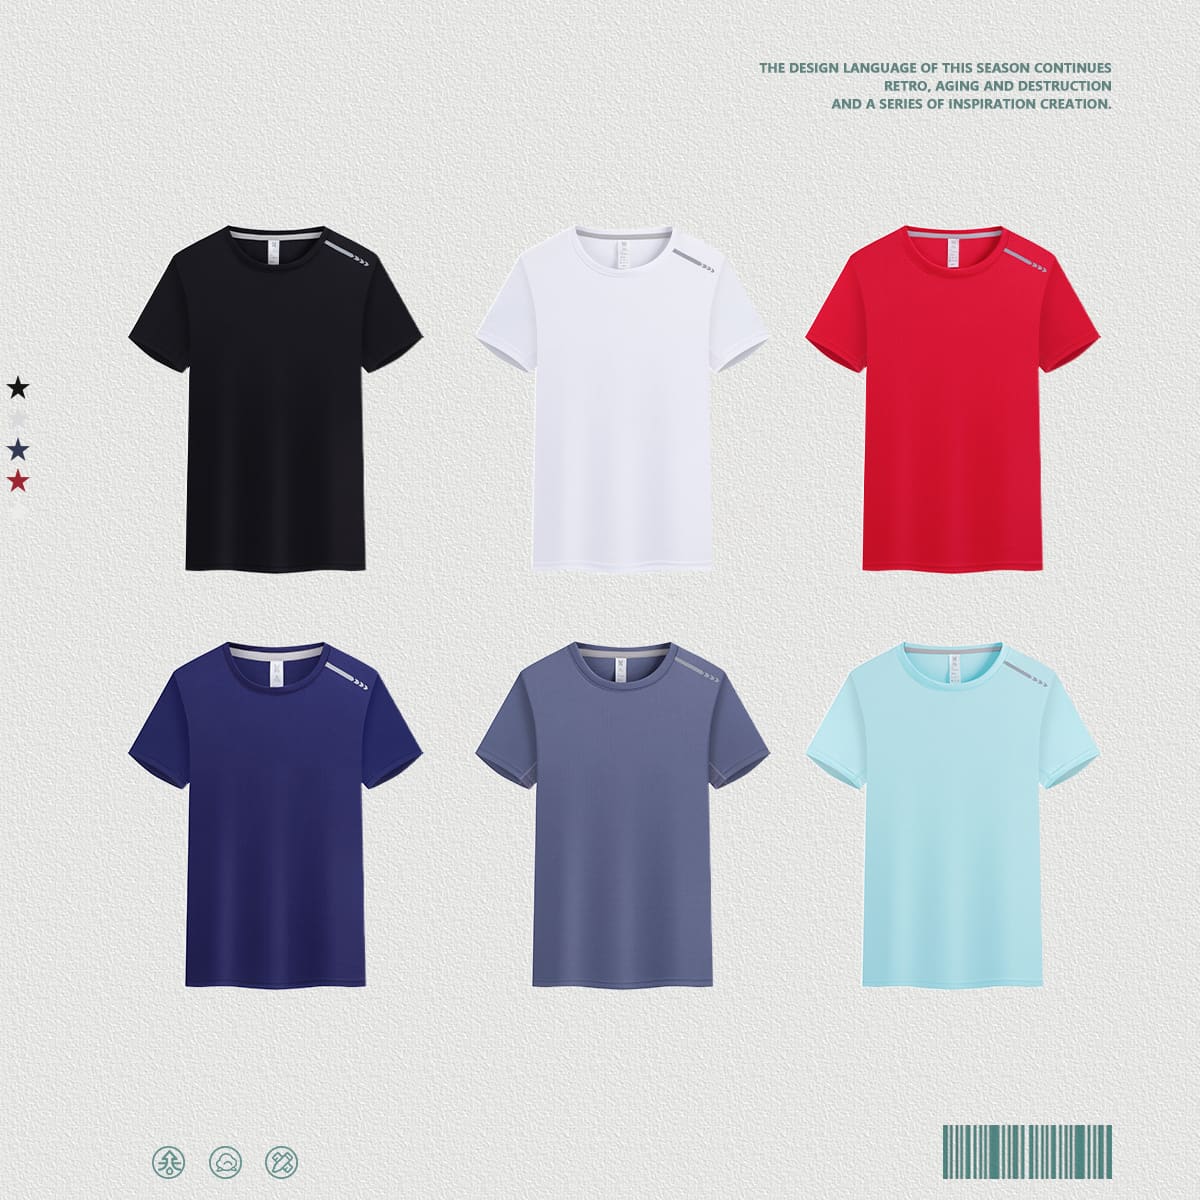 THE DESIGN LANGUAGE OF THIS SEASON CONTINUES
RETRO, AGING AND DESTRUCTION
AND A SERIES OF INSPIRATION CREATION.